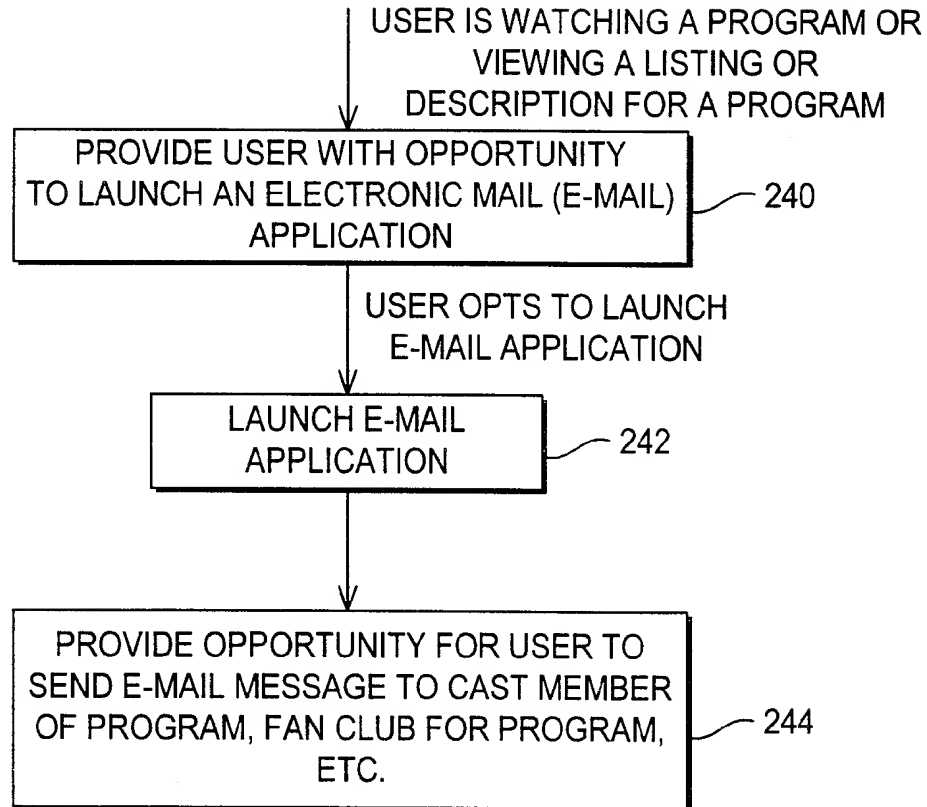 USER IS WATCHING A PROGRAM OR
VIEWING A LISTING OR
DESCRIPTION FOR A PROGRAM
PROVIDE USER WITH OPPORTUNITY
TO LAUNCH AN ELECTRONIC MAIL (E-MAIL)
APPLICATION
240
USER OPTS TO LAUNCH
E-MAIL APPLICATION
LAUNCH E-MAIL
APPLICATION
242
PROVIDE OPPORTUNITY FOR USER TO
SEND E-MAIL MESSAGE TO CAST MEMBER
OF PROGRAM, FAN CLUB FOR PROGRAM,
ETC.
244